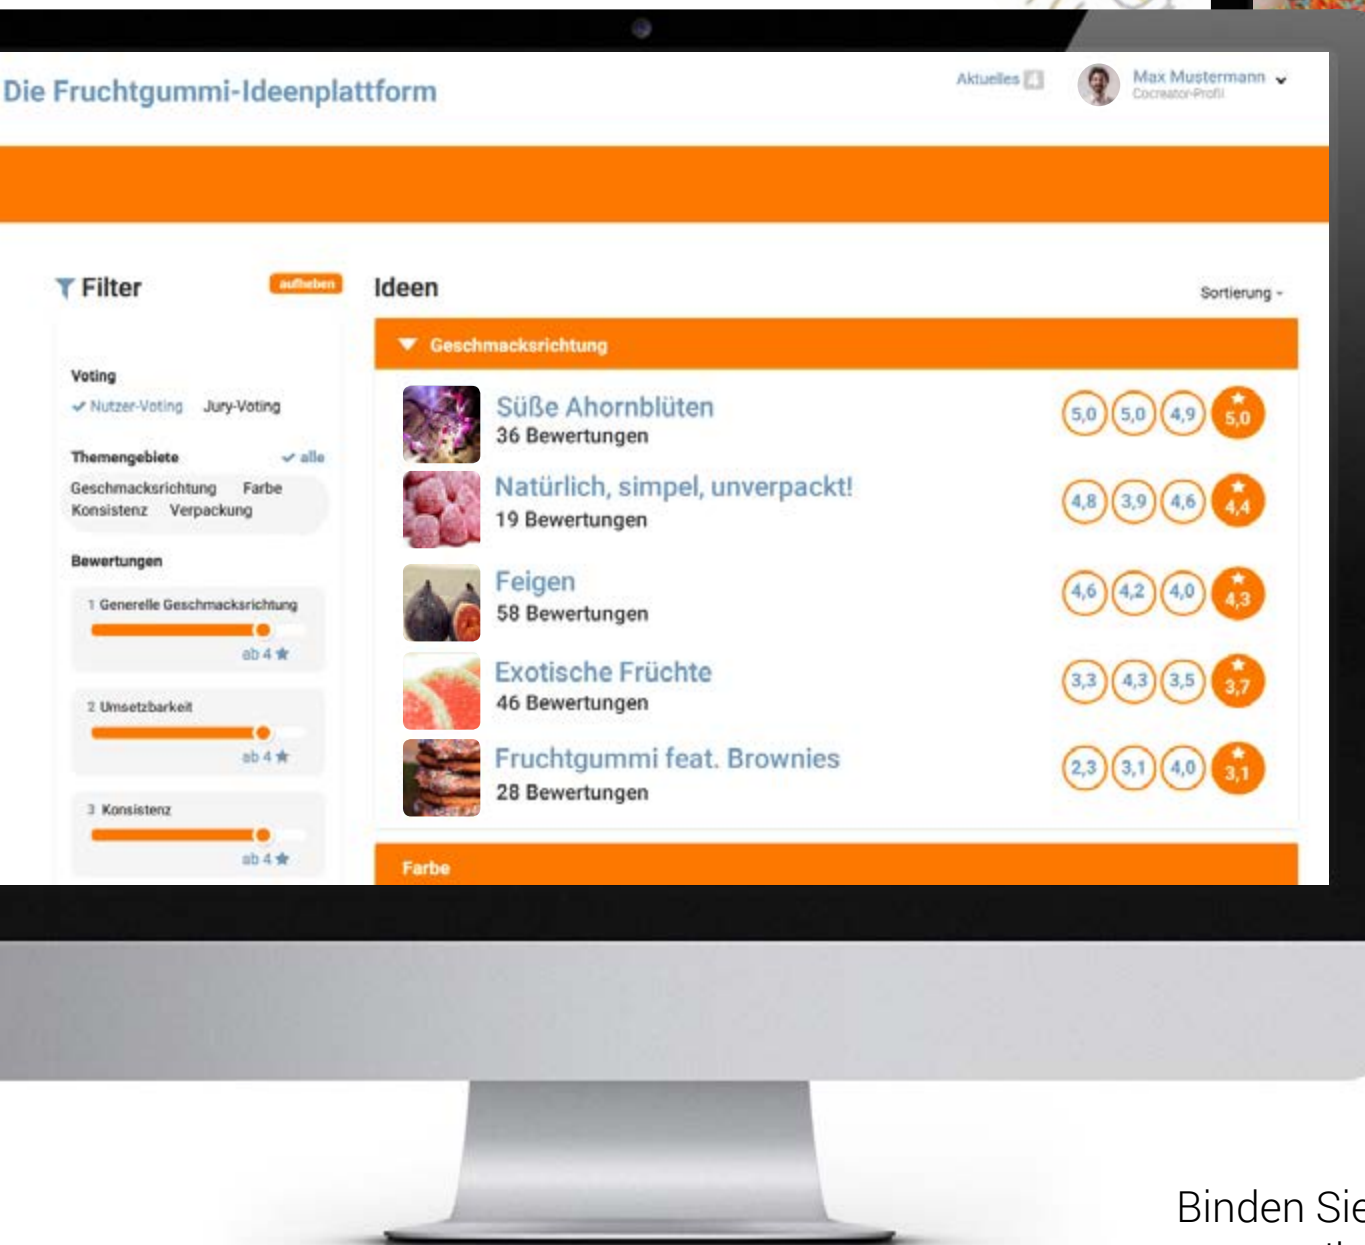 Die Fruchtgummi-Ideenplattform
Aktuelles 4
Max Mustermann
Cocreator-Profil
Filter
aufheben
Ideen
Sortierung
Geschmacksrichtung
Voting
Nutzer-Voting Jury-Voting
Themengebiete alle
Geschmacksrichtung Farbe
Konsistenz Verpackung
Bewertungen
1 Generelle Geschmacksrichtung
ab 4
2 Umsetzbarkeit
ab 4
3 Konsistenz
ab 4
Süße Ahornblüten
36 Bewertungen
5,0 5,0 4,9 5,0
Natürlich, simpel, unverpackt!
19 Bewertungen
4,8 3,9 4,6 4,4
Feigen
58 Bewertungen
4,6 4,2 4,0 4,3
Exotische Früchte
46 Bewertungen
3,3 4,3 3,5 3,7
Fruchtgummi feat. Brownies
28 Bewertungen
2,3 3,1 4,0 3,1
Farbe
Binden Sie